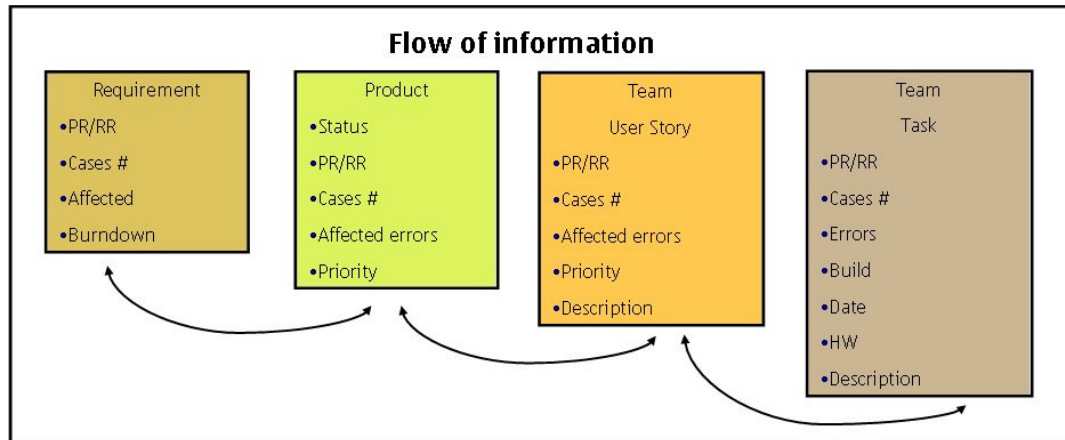 Flow of information
Requirement
•PR/RR
•Cases #
•Affected
•Burndown
Product
•Status
•PR/RR
•Cases #
•Affected errors
•Priority
Team
User Story
•PR/RR
•Cases #
•Affected errors
•Priority
•Description
Team
Task
•PR/RR
•Cases #
•Errors
•Build
•Date
•HW
•Description